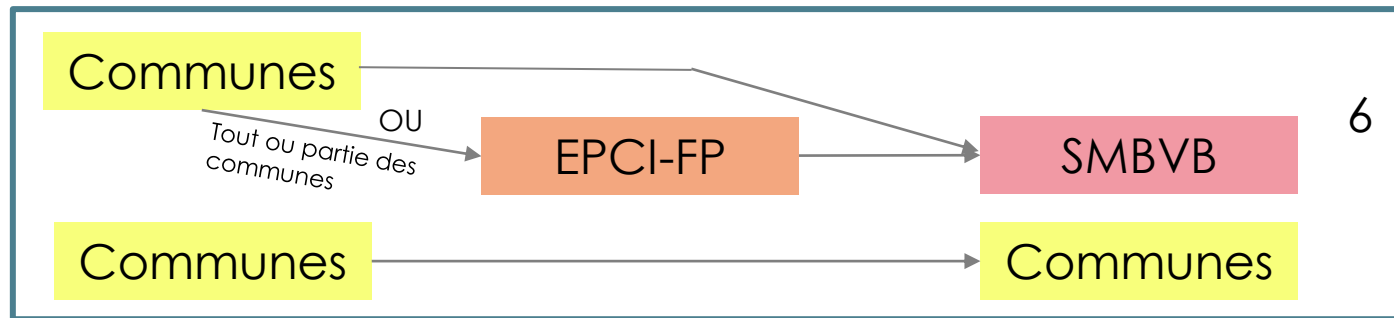 Communes
OU
Tout ou partie des
communes
EPCI-FP
SMBVB
6
Communes
Communes